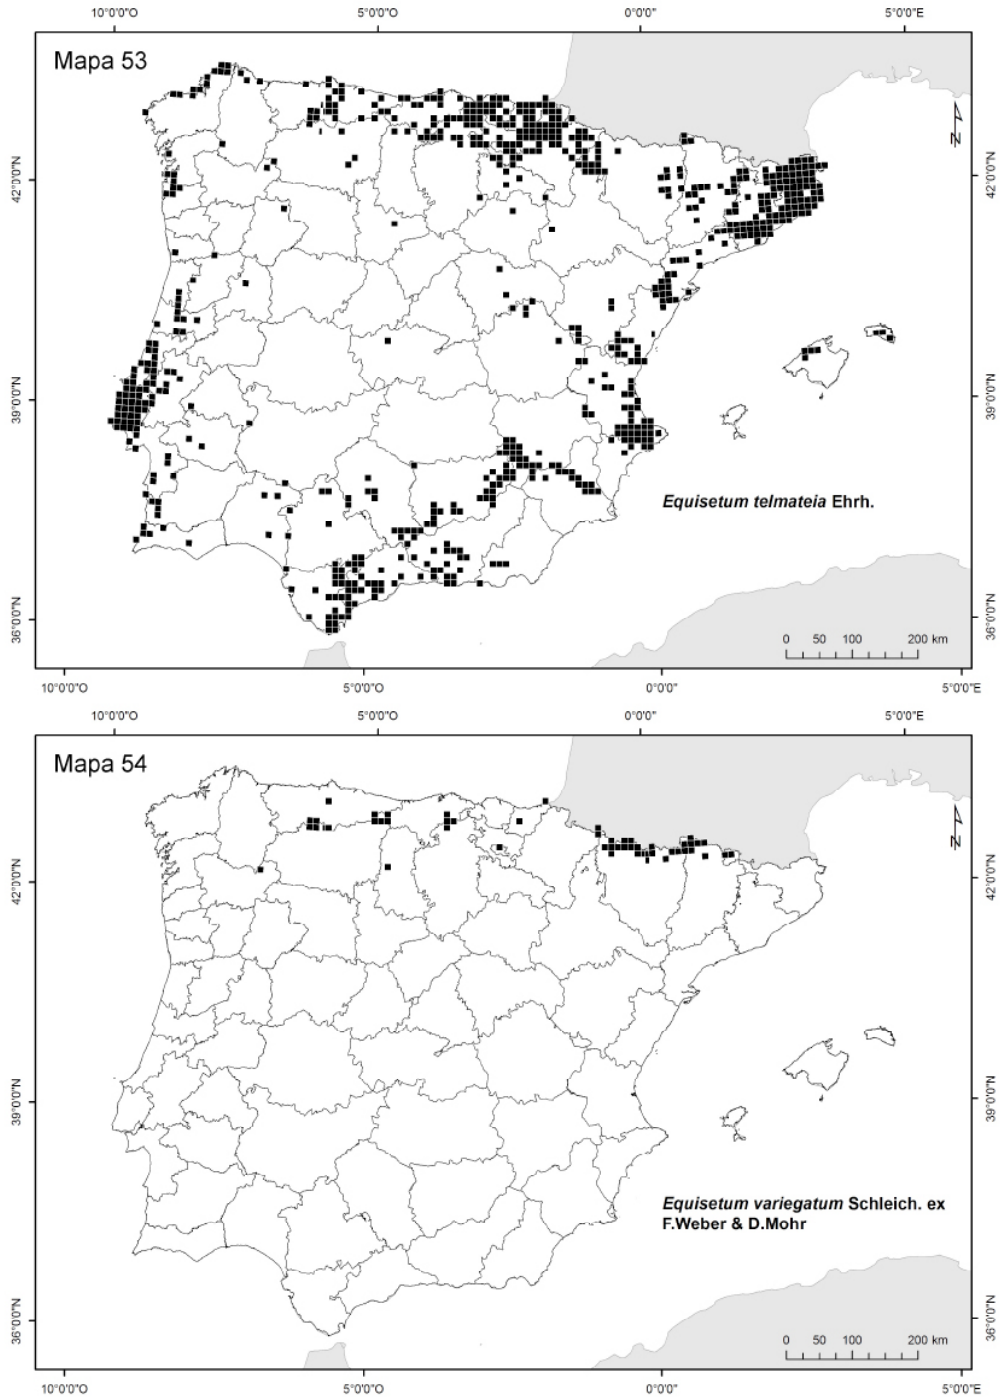 10°0'0"O 5°0'0"O 0°0'0" 5°0'0"E
Mapa 53
N
42°0'0"N 42°0'0"N
39°0'0"N 39°0'0"N
Equisetum telmateia Ehrh.
36°0'0"N 36°0'0"N
0 50 100 200 km
10°0'0"O 5°0'0"O 0°0'0" 5°0'0"E
10°0'0"O 5°0'0"O 0°0'0" 5°0'0"E
Mapa 54
N
42°0'0"N 42°0'0"N
39°0'0"N 39°0'0"N
Equisetum variegatum Schleich. ex
F.Weber & D.Mohr
36°0'0"N 36°0'0"N
0 50 100 200 km
10°0'0"O 5°0'0"O 0°0'0" 5°0'0"E